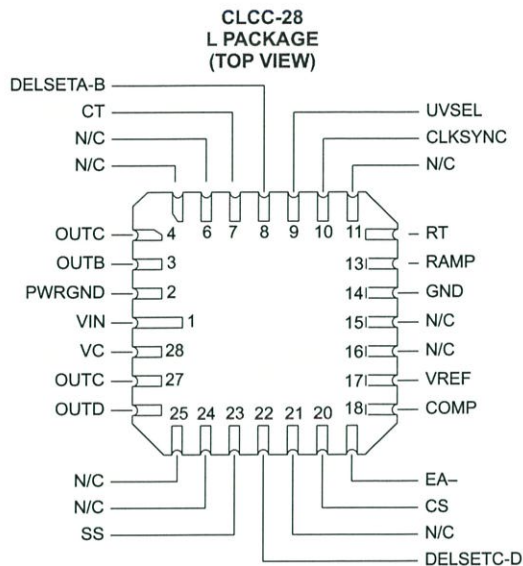 CLCC-28
L PACKAGE
(TOP VIEW)
DELSETA-B
CT
N/C
N/C
UVSEL
CLKSYNC
N/C
6 7 8 9 10 11
OUTC 4
OUTB 3
PWRGND 2
VIN 1
VC 28
OUTC 27
OUTD
RT
13 RAMP
14 GND
15 N/C
16 N/C
17 VREF
18 COMP
25 24 23 22 21 20
N/C
N/C
SS
EA–
CS
N/C
DELSETC-D